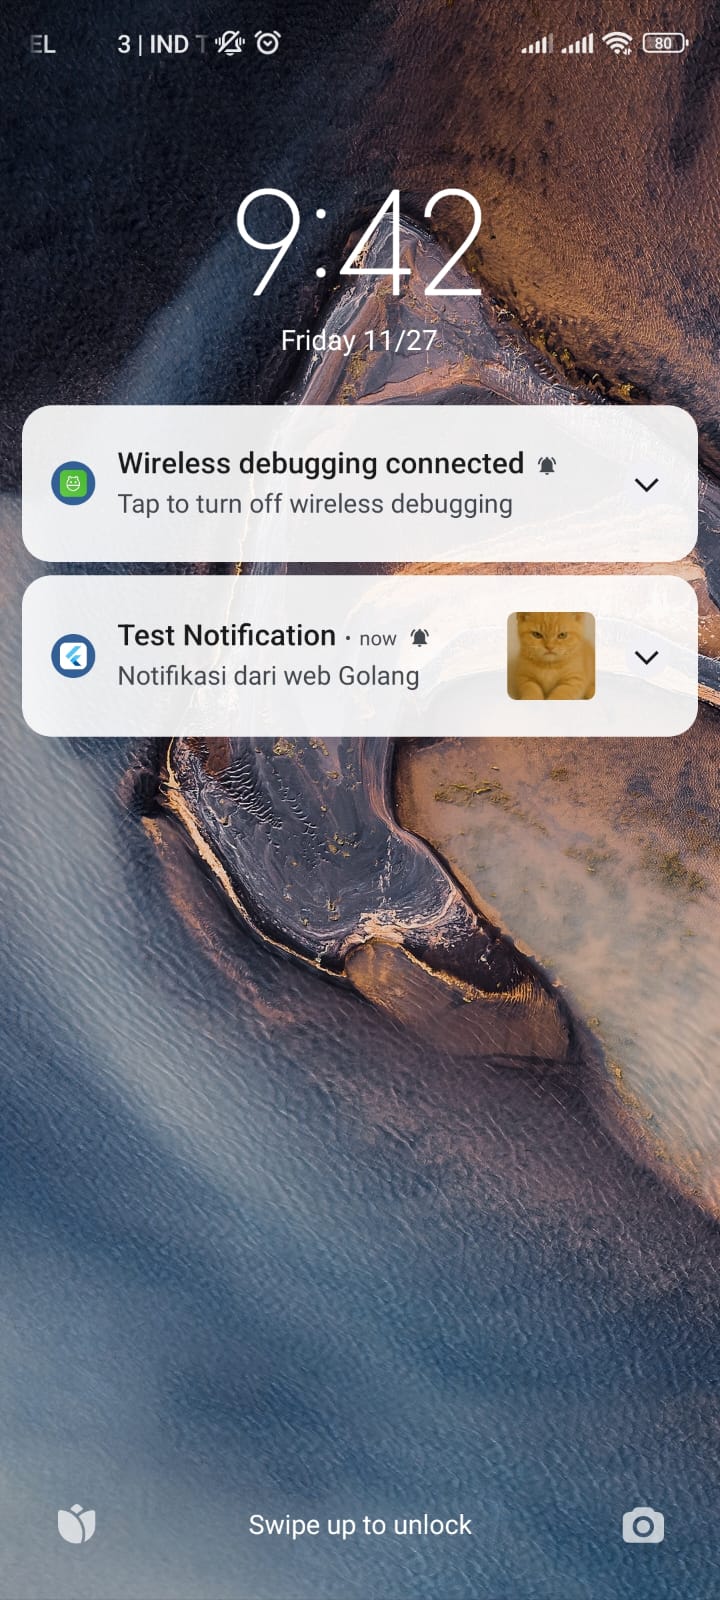 EL 3 | IND T 80
9:42
Friday 11/27
Wireless debugging connected
Tap to turn off wireless debugging
Test Notification · now
Notifikasi dari web Golang
Swipe up to unlock